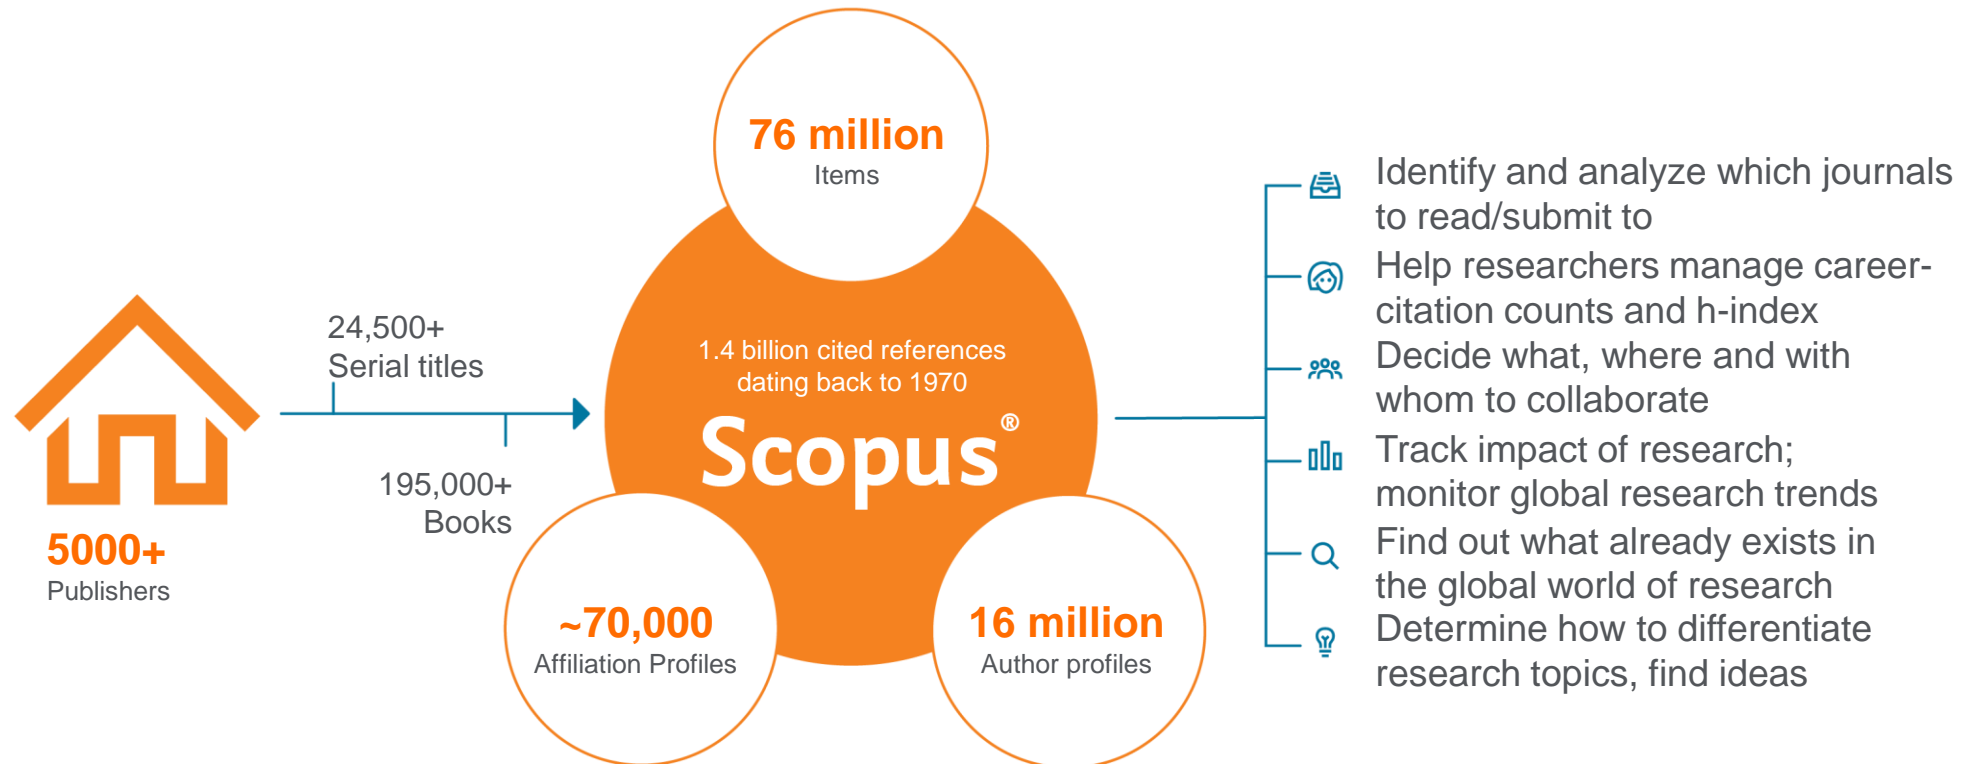 5000+
Publishers
24,500+
Serial titles
195,000+
Books
76 million
Items
1.4 billion cited references
dating back to 1970
Scopus®
~70,000
Affiliation Profiles
16 million
Author profiles
Identify and analyze which journals
to read/submit to
Help researchers manage career-
citation counts and h-index
Decide what, where and with
whom to collaborate
Track impact of research;
monitor global research trends
Find out what already exists in
the global world of research
Determine how to differentiate
research topics, find ideas